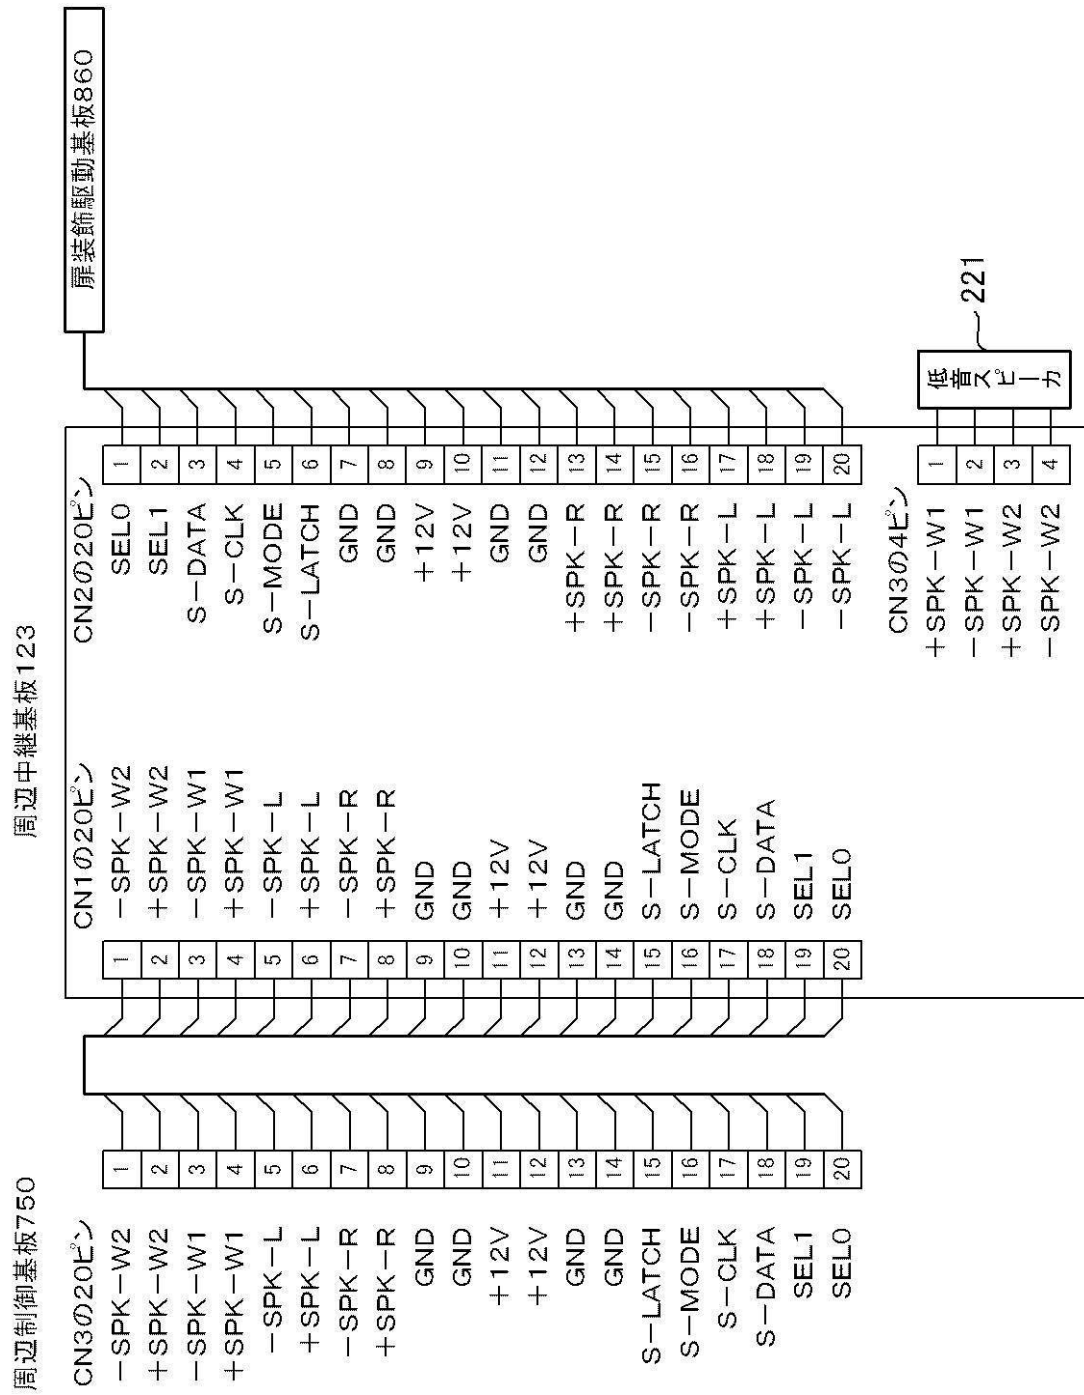 周辺制御基板750
CN3の20ピン
−SPK−W2 1
+SPK−W2 2
−SPK−W1 3
+SPK−W1 4
−SPK−L 5
+SPK−L 6
−SPK−R 7
+SPK−R 8
GND 9
GND 10
+12V 11
+12V 12
GND 13
GND 14
S−LATCH 15
S−MODE 16
S−CLK 17
S−DATA 18
SEL1 19
SEL0 20
周辺中継基板123
CN1の20ピン
1 −SPK−W2
2 +SPK−W2
3 −SPK−W1
4 +SPK−W1
5 −SPK−L
6 +SPK−L
7 −SPK−R
8 +SPK−R
9 GND
10 GND
11 +12V
12 +12V
13 GND
14 GND
15 S−LATCH
16 S−MODE
17 S−CLK
18 S−DATA
19 SEL1
20 SEL0
CN2の20ピン
SEL0 1
SEL1 2
S−DATA 3
S−CLK 4
S−MODE 5
S−LATCH 6
GND 7
GND 8
+12V 9
+12V 10
GND 11
GND 12
+SPK−R 13
+SPK−R 14
−SPK−R 15
−SPK−R 16
+SPK−L 17
+SPK−L 18
−SPK−L 19
−SPK−L 20
CN3の4ピン
+SPK−W1 1
−SPK−W1 2
+SPK−W2 3
−SPK−W2 4
扉装飾駆動基板860
低音スピーカ
221